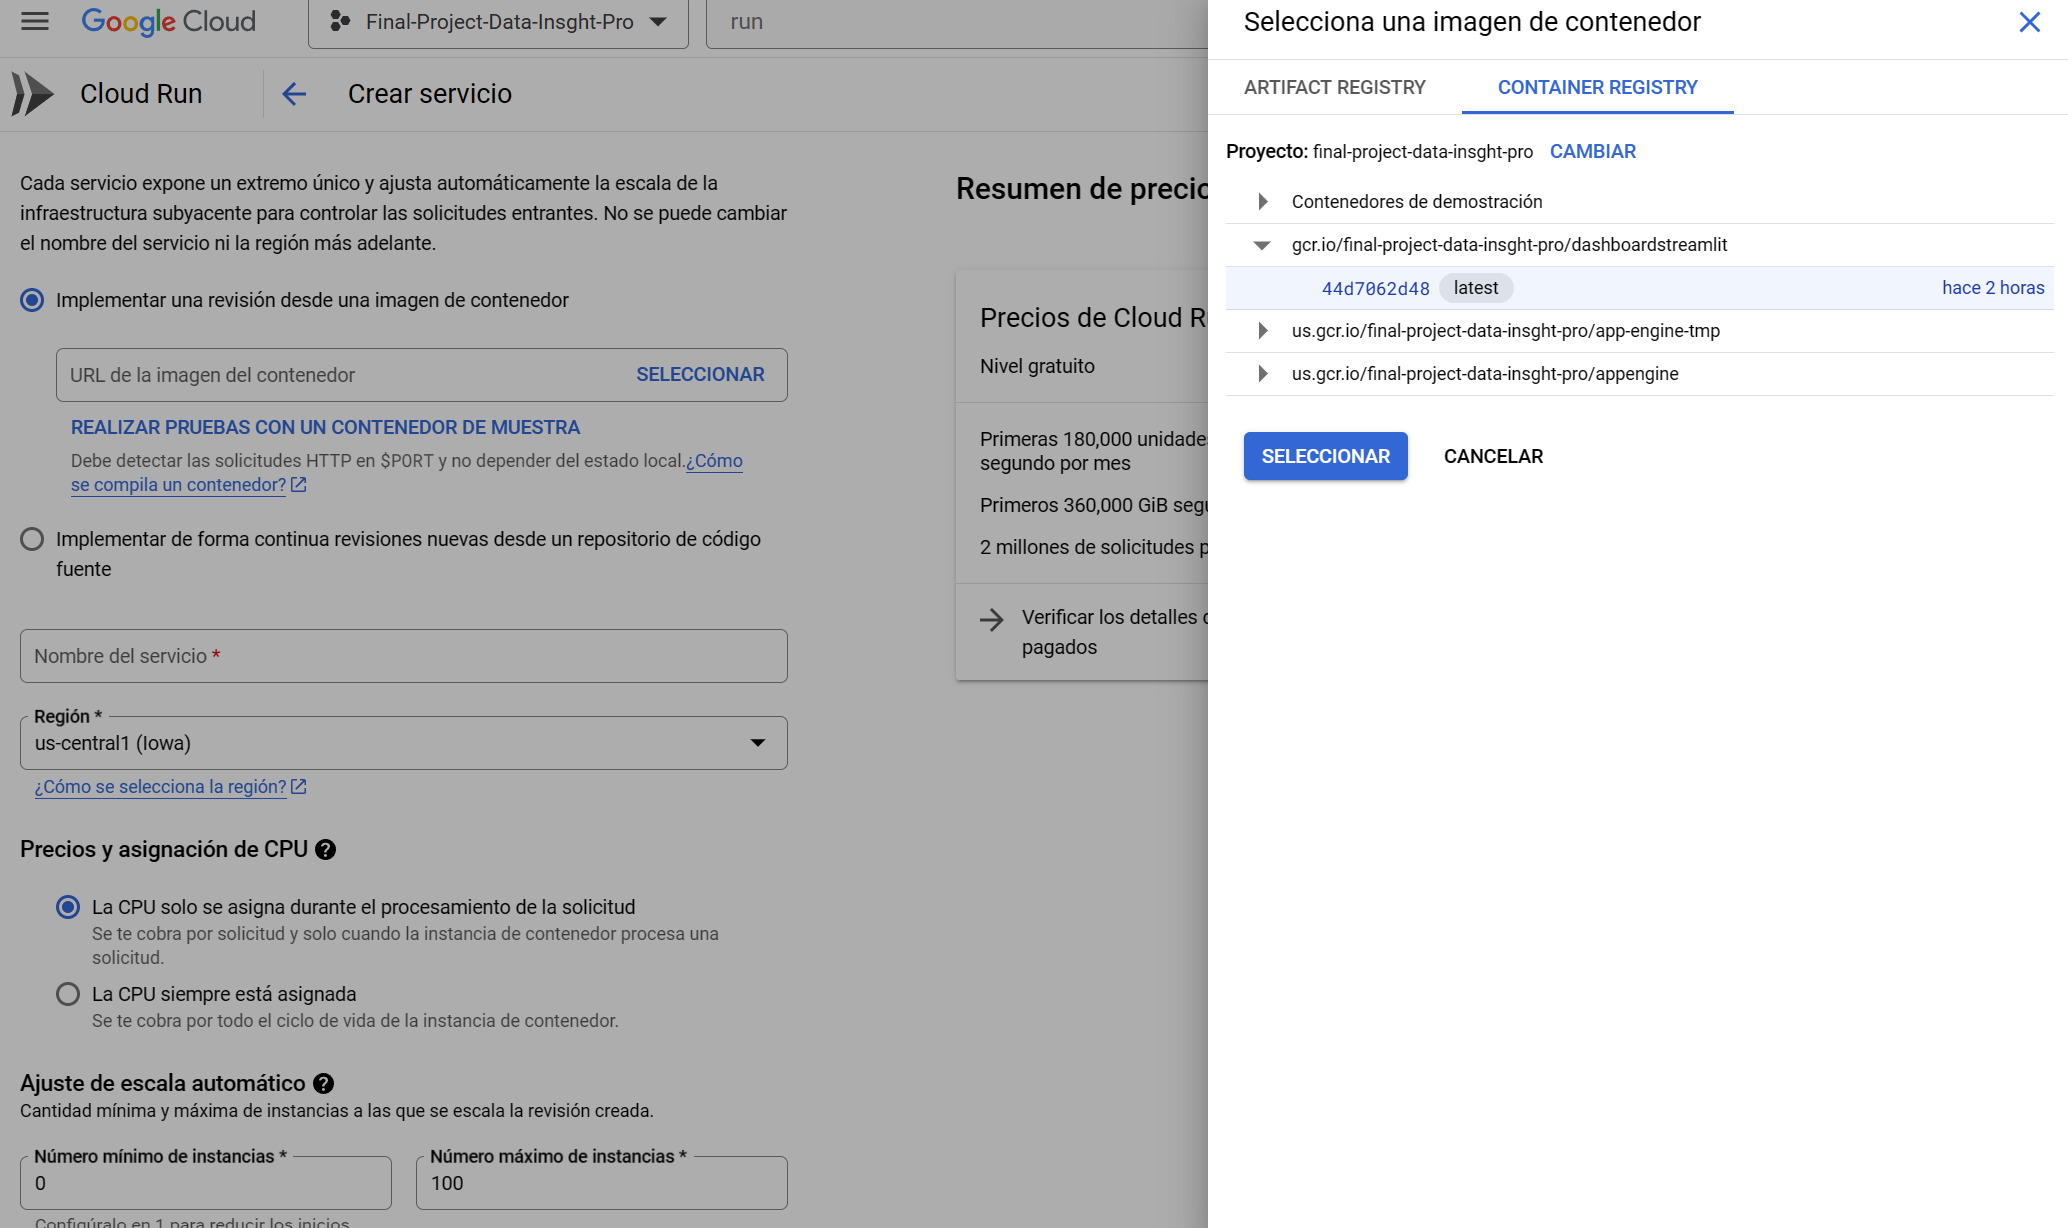 Google Cloud
Final-Project-Data-Insght-Pro
run
Cloud Run
Crear servicio
Cada servicio expone un extremo único y ajusta automáticamente la escala de la
infraestructura subyacente para controlar las solicitudes entrantes. No se puede cambiar
el nombre del servicio ni la región más adelante.
Implementar una revisión desde una imagen de contenedor
URL de la imagen del contenedor
SELECCIONAR
REALIZAR PRUEBAS CON UN CONTENEDOR DE MUESTRA
Debe detectar las solicitudes HTTP en $PORT y no depender del estado local.¿Cómo
se compila un contenedor?
Implementar de forma continua revisiones nuevas desde un repositorio de código
fuente
Nombre del servicio *
Región *
us-central1 (Iowa)
¿Cómo se selecciona la región?
Precios y asignación de CPU
La CPU solo se asigna durante el procesamiento de la solicitud
Se te cobra por solicitud y solo cuando la instancia de contenedor procesa una
solicitud.
La CPU siempre está asignada
Se te cobra por todo el ciclo de vida de la instancia de contenedor.
Ajuste de escala automático
Cantidad mínima y máxima de instancias a las que se escala la revisión creada.
Número mínimo de instancias *
0
Número máximo de instancias *
100
Configúralo en 1 para reducir los inicios
Resumen de precio
Precios de Cloud R
Nivel gratuito
Primeras 180,000 unidades
segundo por mes
Primeros 360,000 GiB segu
2 millones de solicitudes p
Verificar los detalles
pagados
Selecciona una imagen de contenedor
ARTIFACT REGISTRY
CONTAINER REGISTRY
Proyecto: final-project-data-insght-pro CAMBIAR
Contenedores de demostración
gcr.io/final-project-data-insght-pro/dashboardstreamlit
44d7062d48 latest hace 2 horas
us.gcr.io/final-project-data-insght-pro/app-engine-tmp
us.gcr.io/final-project-data-insght-pro/appengine
SELECCIONAR
CANCELAR